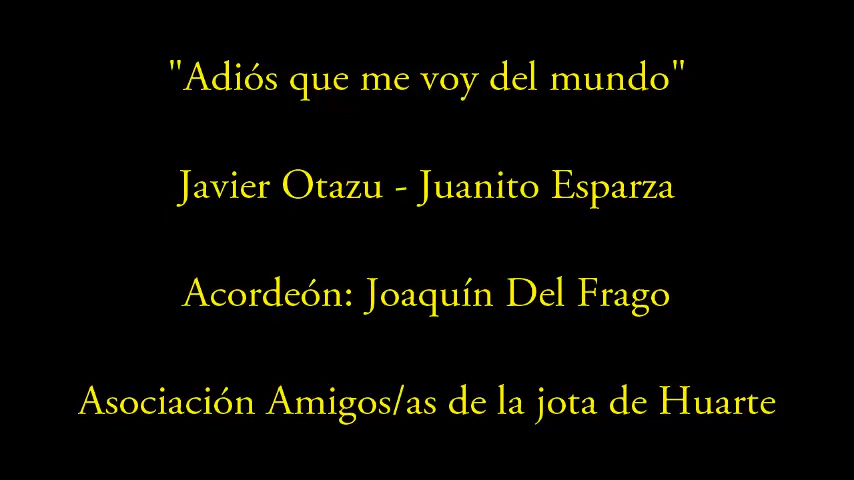 "Adiós que me voy del mundo"
Javier Otazu - Juanito Esparza
Acordeón: Joaquín Del Frago
Asociación Amigos/as de la jota de Huarte